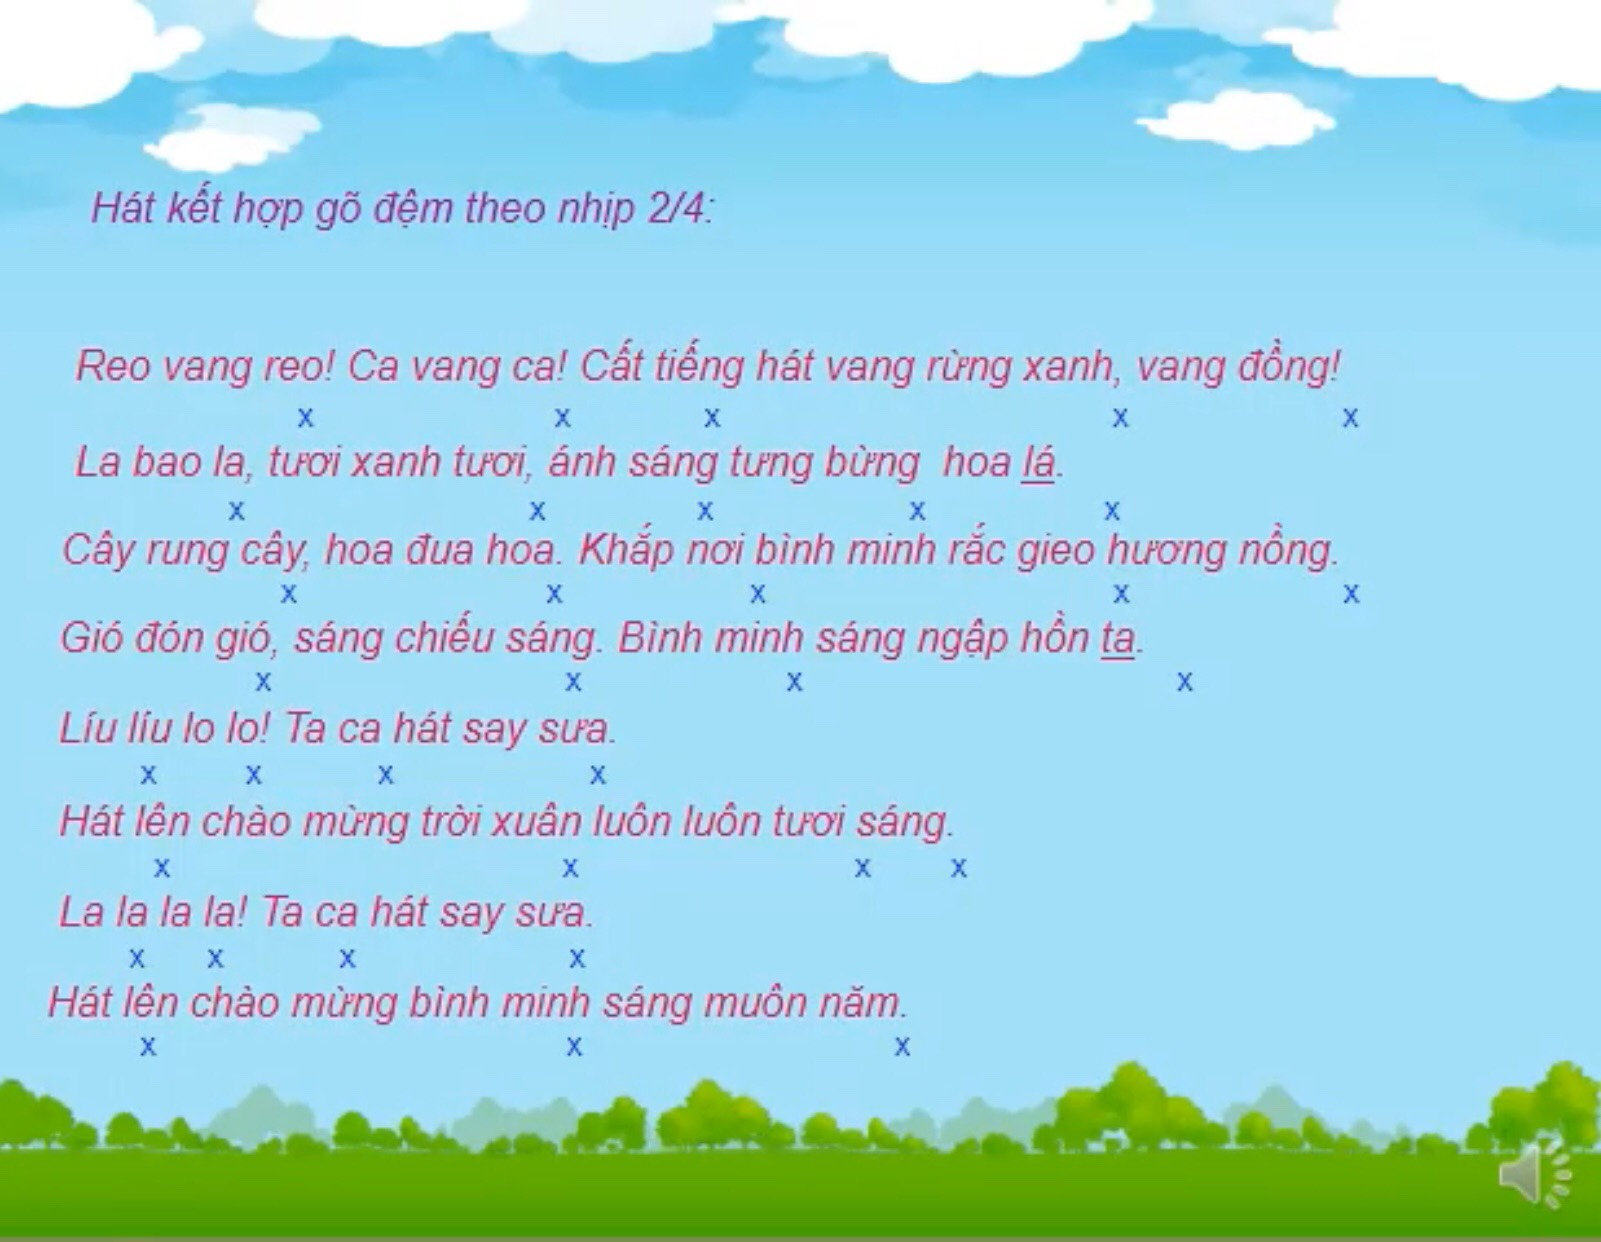 Hát kết hợp gõ đệm theo nhịp 2/4:
Reo vang reo! Ca vang ca! Cất tiếng hát vang rừng xanh, vang đồng!
x x x x x
La bao la, tươi xanh tươi, ánh sáng tưng bừng hoa lá.
x x x x x
Cây rung cây, hoa đua hoa. Khắp nơi bình minh rắc gieo hương nồng.
x x x x x
Gió đón gió, sáng chiếu sáng. Bình minh sáng ngập hồn ta.
x x x x
Líu líu lo lo! Ta ca hát say sưa.
x x x x
Hát lên chào mừng trời xuân luôn luôn tươi sáng.
x x x x
La la la la! Ta ca hát say sưa.
x x x x
Hát lên chào mừng bình minh sáng muôn năm.
x x x